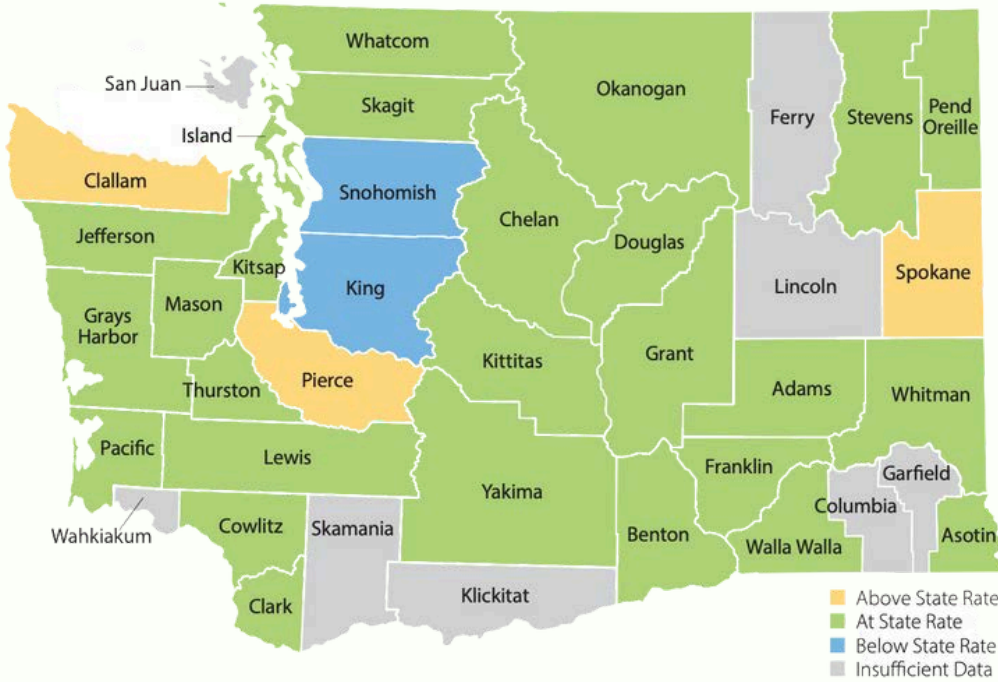 Whatcom
San Juan
Skagit
Okanogan
Ferry
Stevens
Pend
Oreille
Island
Clallam
Snohomish
Chelan
Jefferson
Douglas
Kitsap
King
Lincoln
Spokane
Mason
Grays
Harbor
Kittitas
Grant
Pierce
Thurston
Adams
Whitman
Pacific
Lewis
Franklin
Garfield
Yakima
Columbia
Wahkiakum
Cowlitz
Skamania
Benton
Walla Walla
Asotin
Klickitat
Clark
Above State Rate
At State Rate
Below State Rate
Insufficient Data